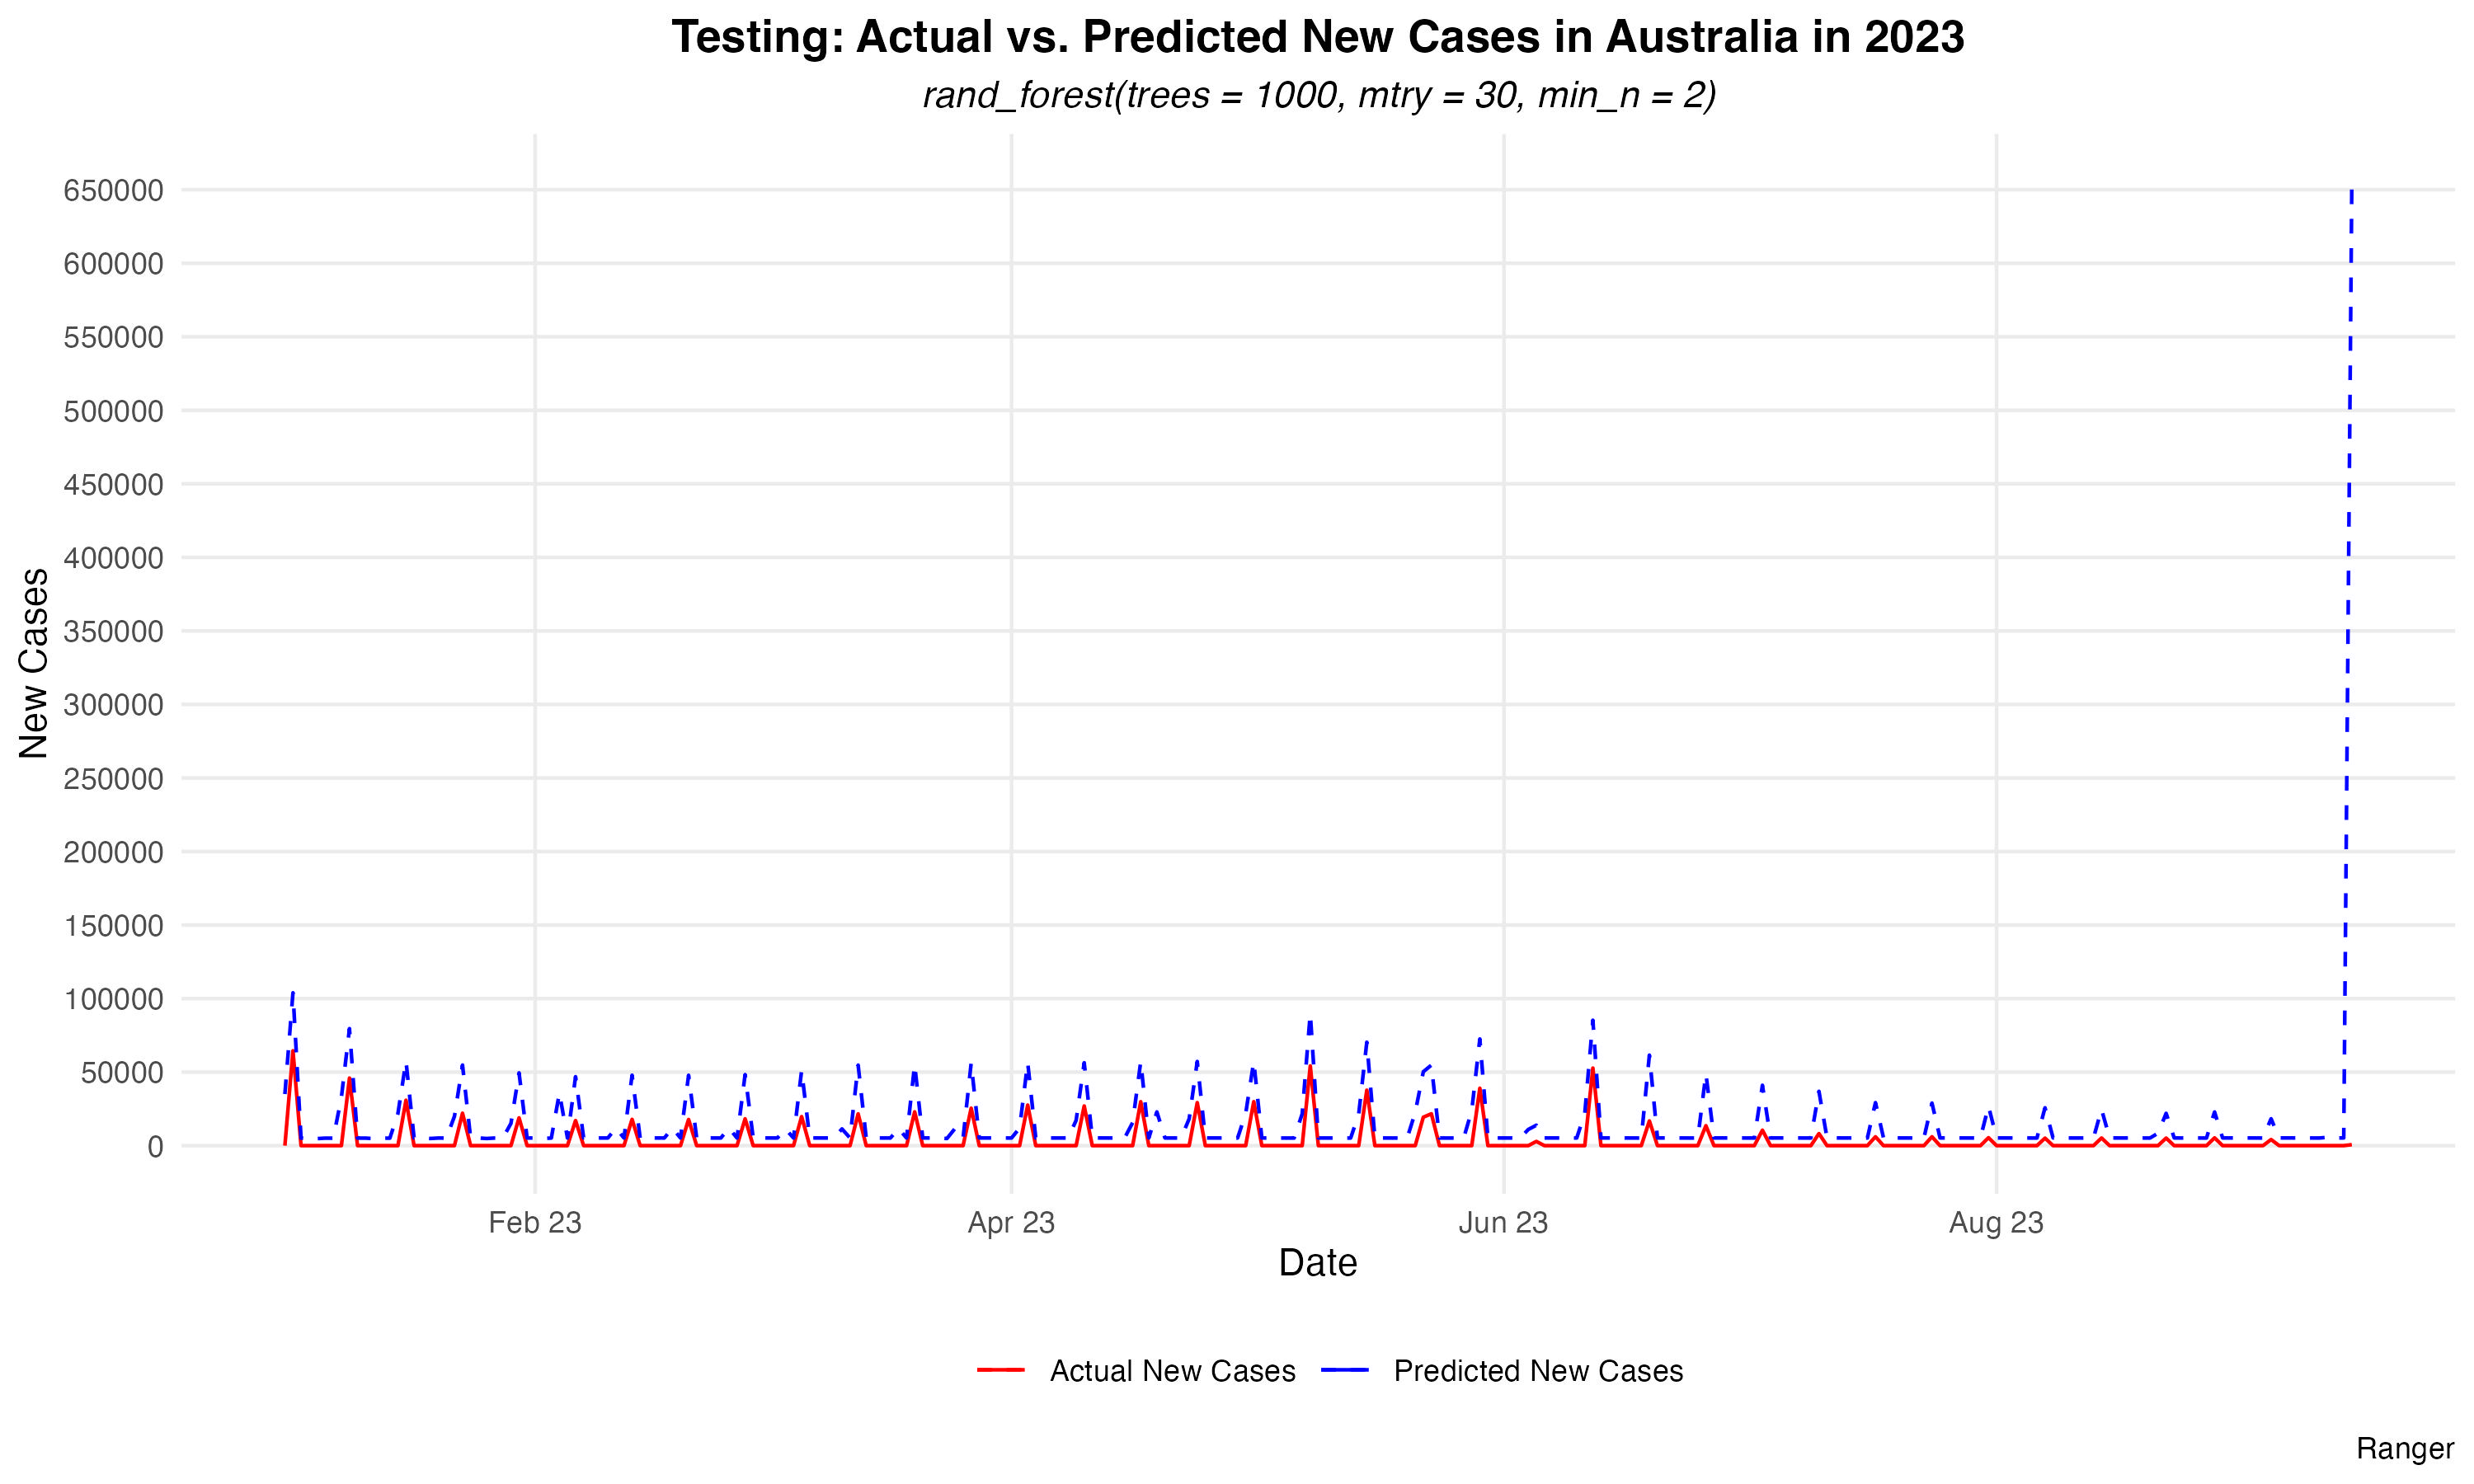 Testing: Actual vs. Predicted New Cases in Australia in 2023
rand_forest(trees = 1000, mtry = 30, min_n = 2)
New Cases
650000
600000
550000
500000
450000
400000
350000
300000
250000
200000
150000
100000
50000
0
Feb 23 Apr 23 Jun 23 Aug 23
Date
Actual New Cases Predicted New Cases
Ranger